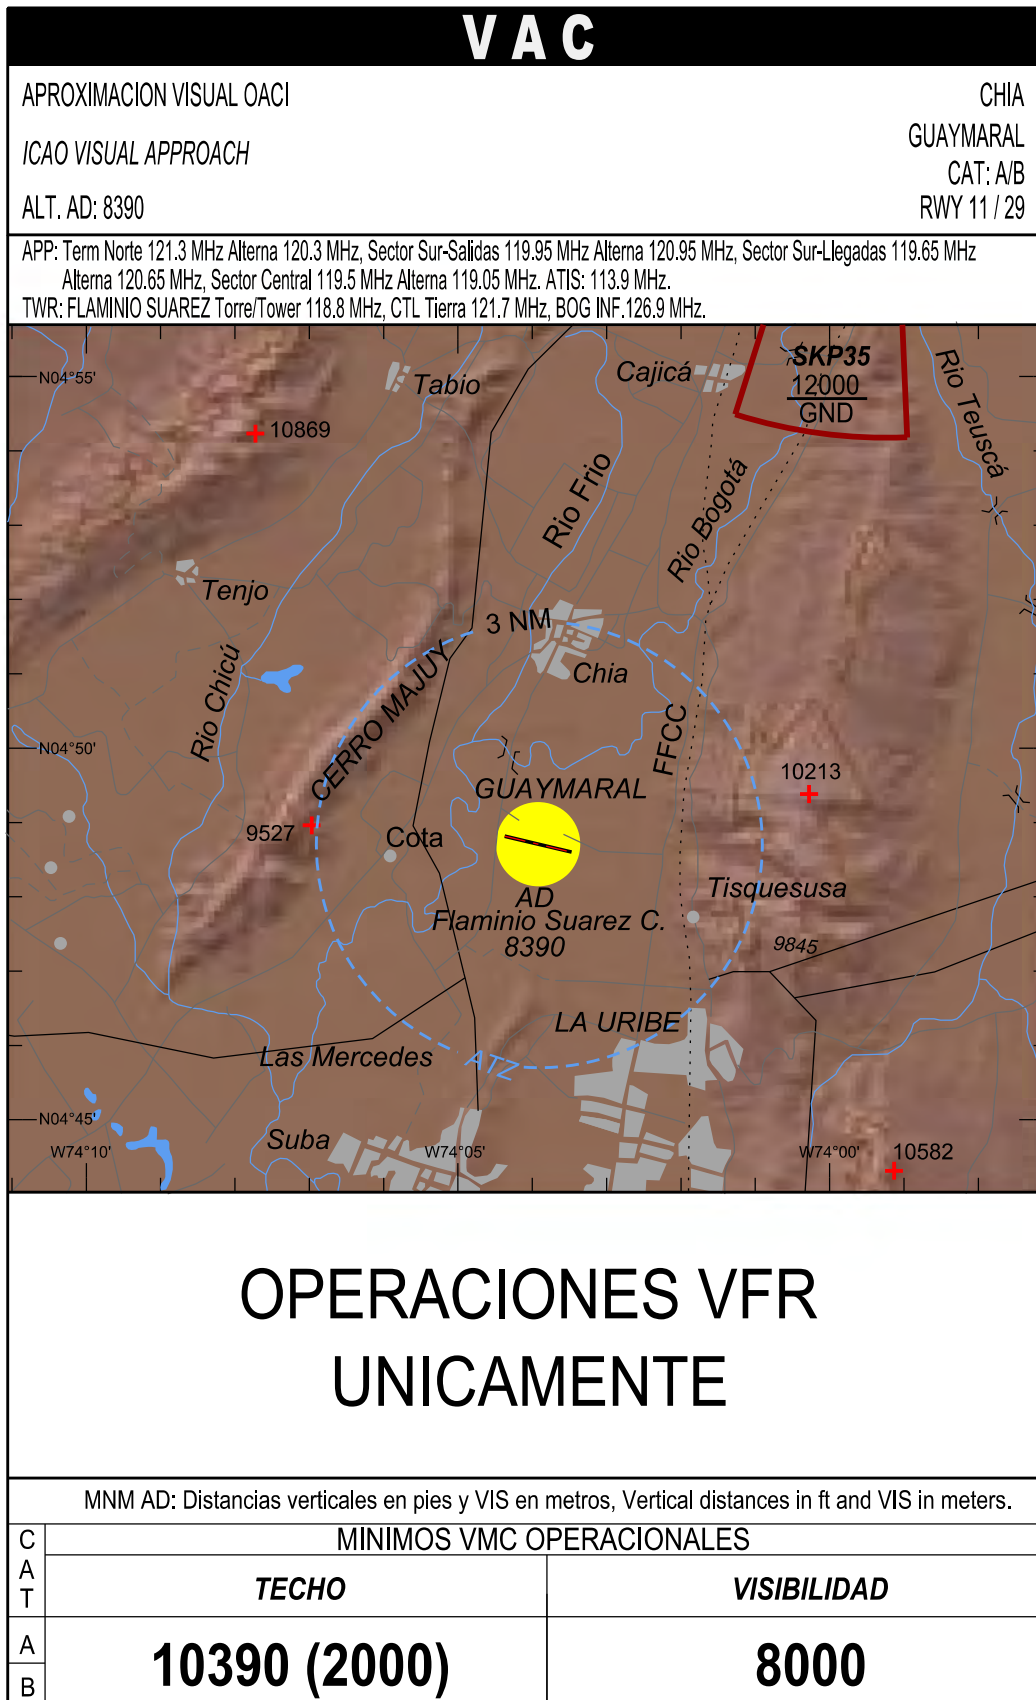 VAC
APROXIMACION VISUAL OACI
ICAO VISUAL APPROACH
ALT. AD: 8390
CHIA
GUAYMARAL
CAT: A/B
RWY 11 / 29
APP: Term Norte 121.3 MHz Alterna 120.3 MHz, Sector Sur-Salidas 119.95 MHz Alterna 120.95 MHz, Sector Sur-Llegadas 119.65 MHz
Alterna 120.65 MHz, Sector Central 119.5 MHz Alterna 119.05 MHz. ATIS: 113.9 MHz.
TWR: FLAMINIO SUAREZ Torre/Tower 118.8 MHz, CTL Tierra 121.7 MHz, BOG INF.126.9 MHz.
SKP35
12000
GND
N04°55'
Tabio
Cajicá
Rio Teuscá
10869
Rio Frio
Rio Bogotá
Tenjo
3 NM
Chia
Rio Chicú
CERRO MAJUY
FFCC
N04°50'
GUAYMARAL
10213
9527
Cota
AD
Flaminio Suarez C.
8390
Tisquesusa
9845
LA URIBE
Las Mercedes
ATZ
N04°45'
Suba
W74°10'
W74°05'
W74°00'
10582
OPERACIONES VFR
UNICAMENTE
MNM AD: Distancias verticales en pies y VIS en metros, Vertical distances in ft and VIS in meters.
CAT
MINIMOS VMC OPERACIONALES
TECHO
VISIBILIDAD
A
B
10390 (2000)
8000